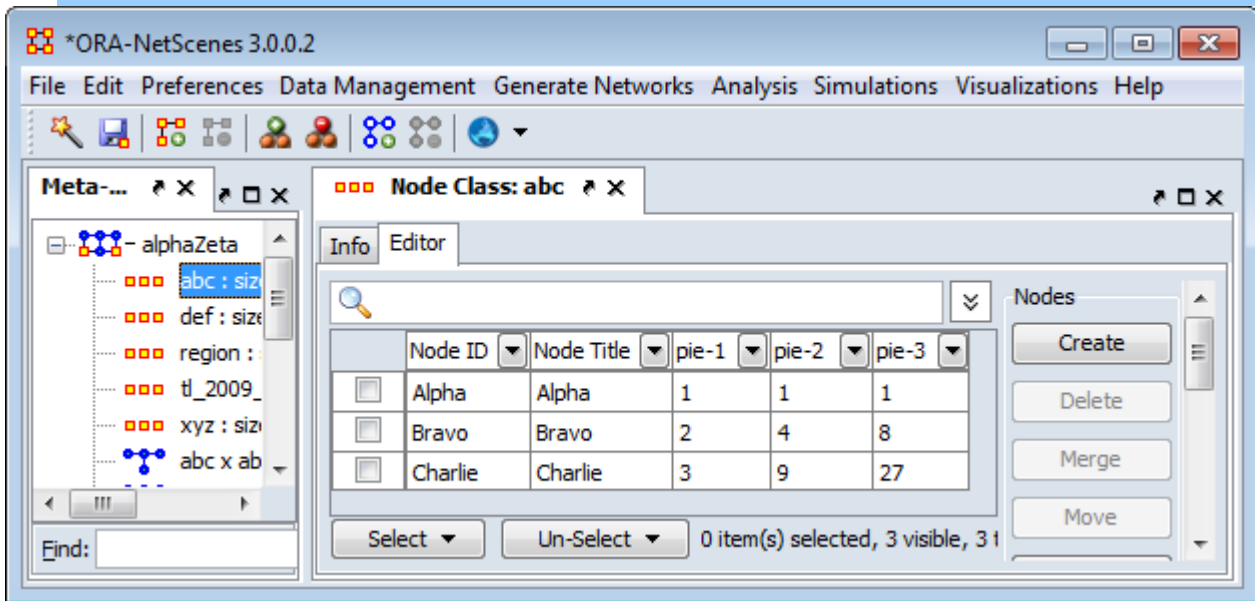 *ORA-NetScenes 3.0.0.2
File Edit Preferences Data Management Generate Networks Analysis Simulations Visualizations Help
Meta-...
Node Class: abc
alphaZeta
abc : size
def : size
region :
tl_2009_
xyz : size
abc x ab
Find:
Info Editor
Node ID Node Title pie-1 pie-2 pie-3
Alpha Alpha 1 1 1
Bravo Bravo 2 4 8
Charlie Charlie 3 9 27
Select Un-Select 0 item(s) selected, 3 visible, 3 t
Nodes
Create
Delete
Merge
Move